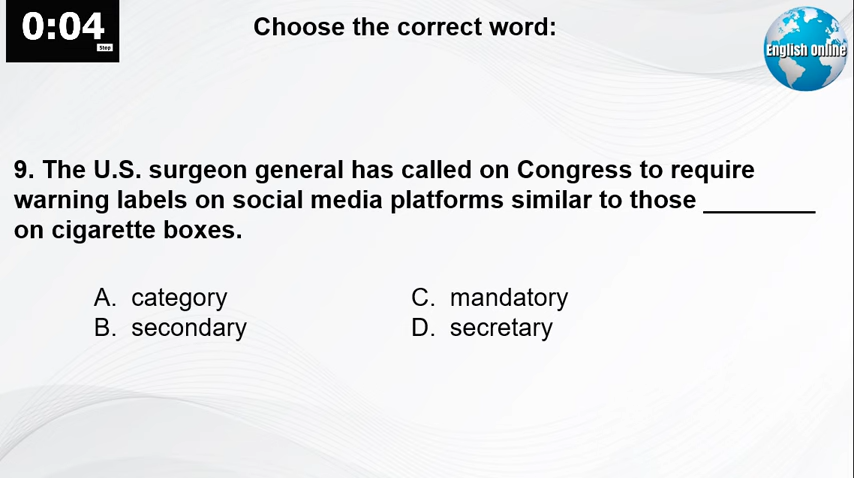 0:04
Stop
Choose the correct word:
English Online
9. The U.S. surgeon general has called on Congress to require
warning labels on social media platforms similar to those ________
on cigarette boxes.
A. category
C. mandatory
B. secondary
D. secretary